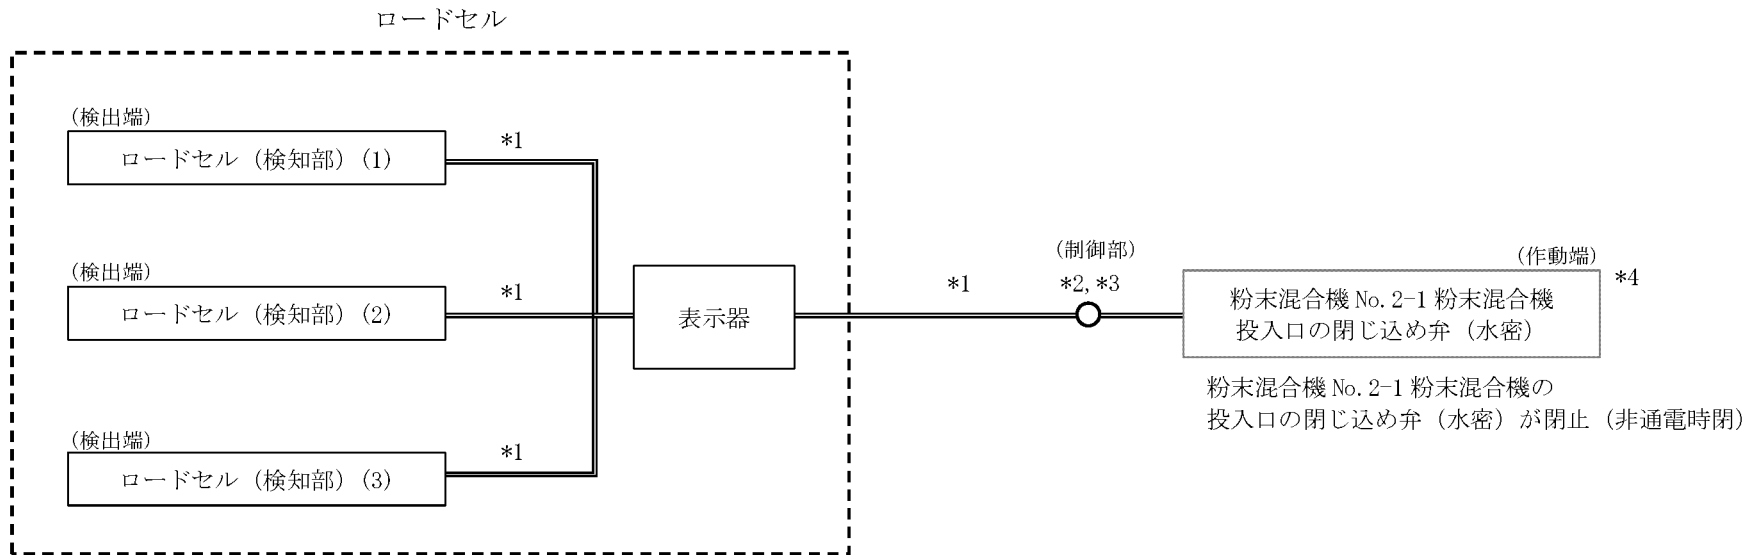 ロードセル
（検出端）
ロードセル（検知部）(1)
*1
（検出端）
ロードセル（検知部）(2)
*1
（検出端）
ロードセル（検知部）(3)
*1
表示器
*1
（制御部）
*2, *3
（作動端）
*4
粉末混合機 No. 2-1 粉末混合機
投入口の閉じ込め弁（水密）
粉末混合機 No. 2-1 粉末混合機の
投入口の閉じ込め弁（水密）が閉止（非通電時閉）